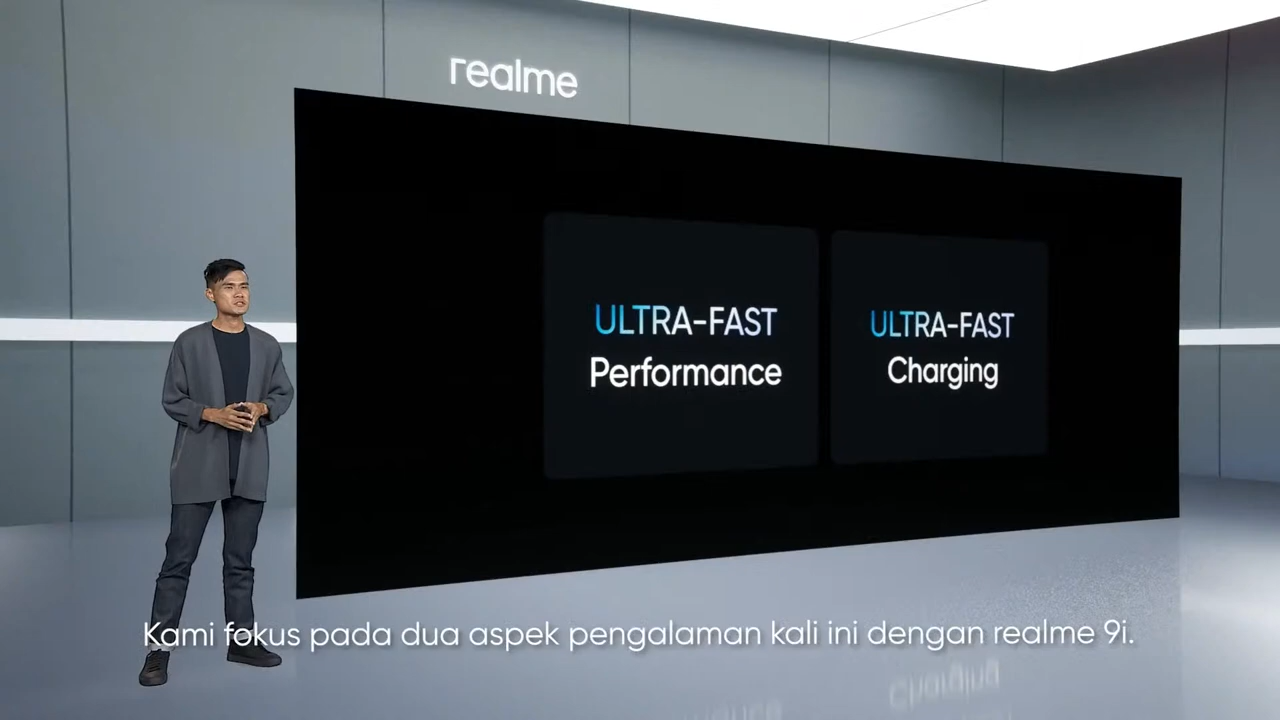 realme
ULTRA-FAST
Performance
ULTRA-FAST
Charging
Kami fokus pada dua aspek pengalaman kali ini dengan realme 9i.